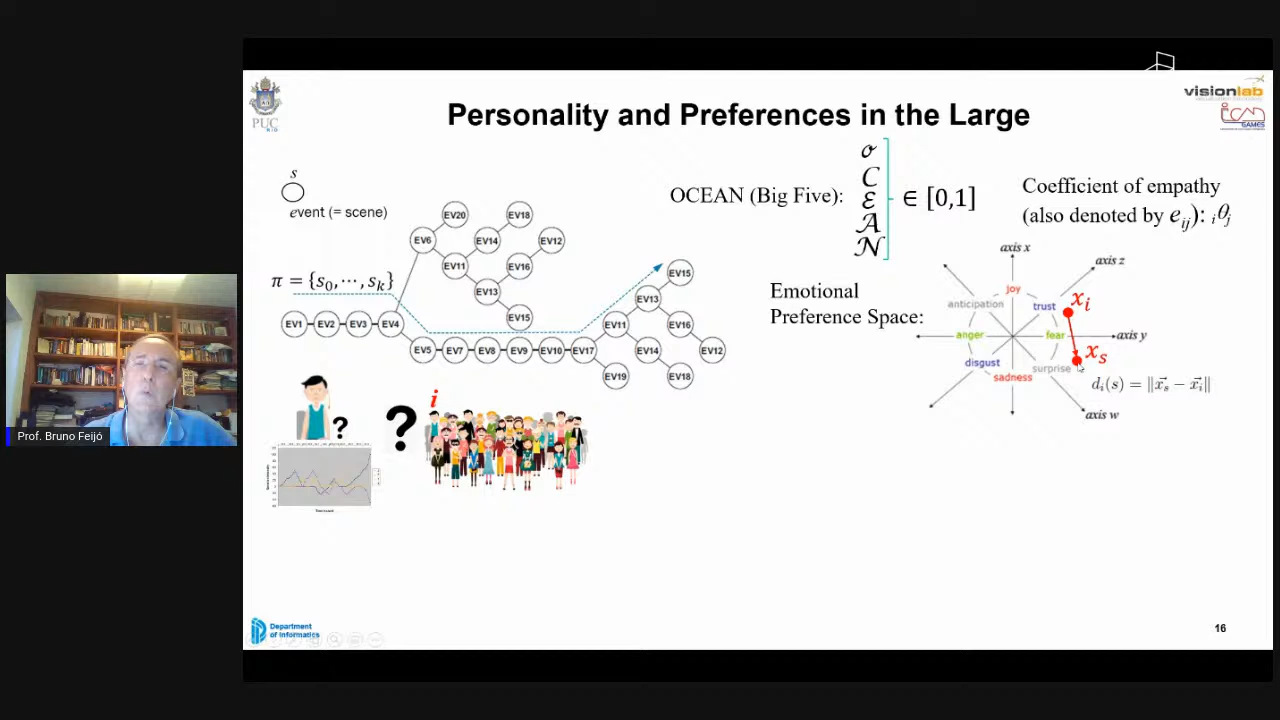 Personality and Preferences in the Large
PUC
RIO
visionlab
icad
GAMES
s
event (= scene)
π = {s0,⋯,sk}
EV20
EV18
EV6
EV14
EV12
EV11
EV16
EV13
EV15
EV1
EV2
EV3
EV4
EV5
EV7
EV8
EV9
EV10
EV17
EV11
EV13
EV15
EV16
EV14
EV12
EV19
EV18
OCEAN (Big Five):
O
C
E
A
N
∈ [0,1]
Coefficient of empathy
(also denoted by eij): iθj
Emotional
Preference Space:
axis x
axis z
joy
anticipation
trust
xi
anger
fear
axis y
disgust
surprise
xs
sadness
di(s) = ‖x⃗s − x⃗i‖
axis w
i
?
?
Prof. Bruno Feijó
Department
of Informatics
16